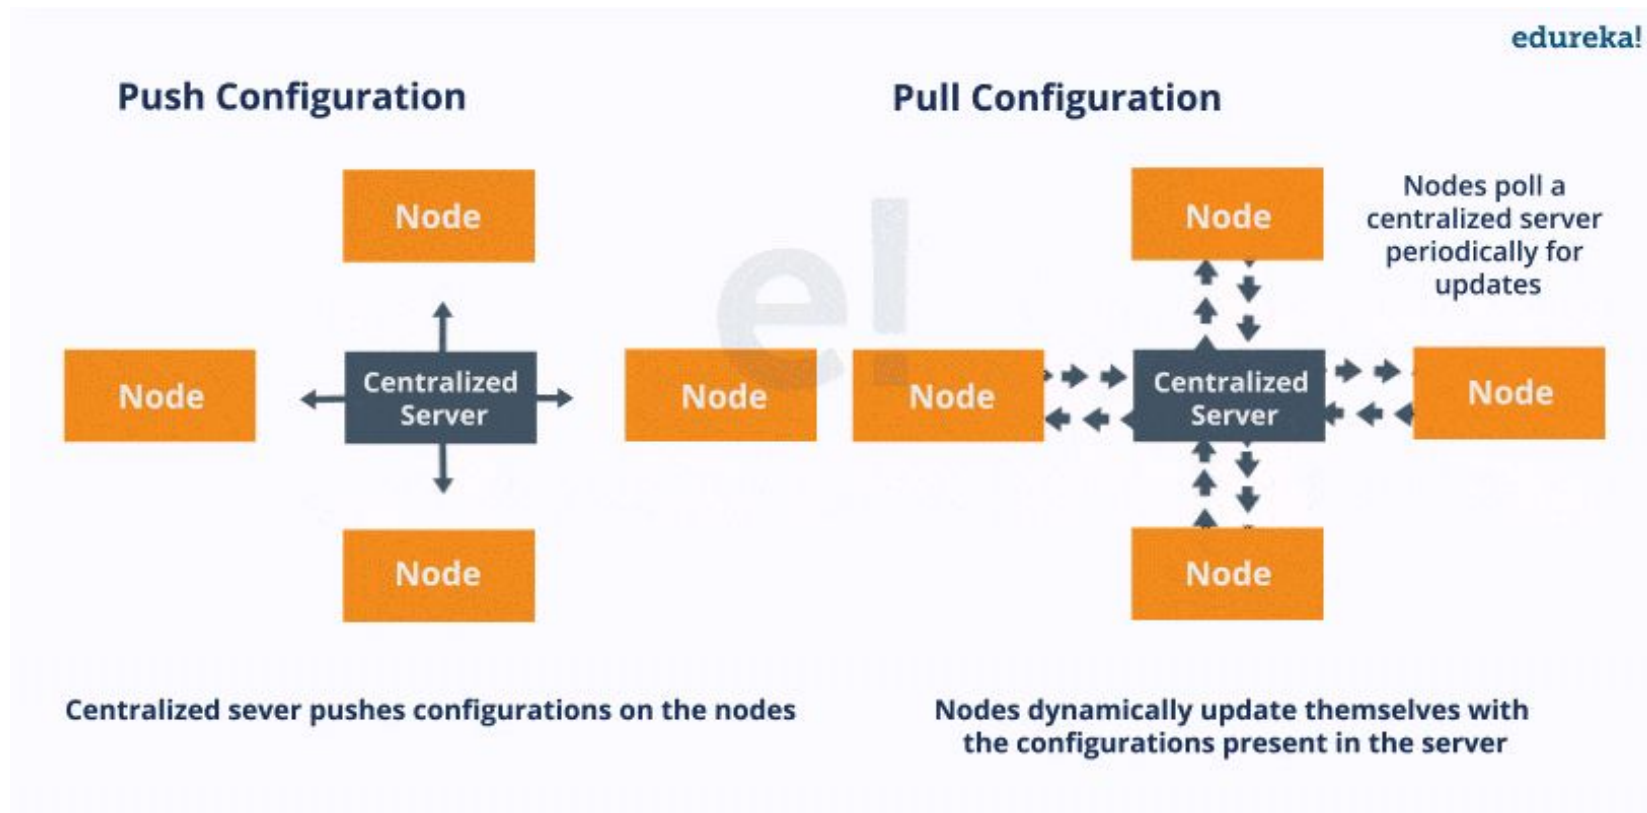 edureka!
Push Configuration
Node
Node
Centralized
Server
Node
Node
Centralized sever pushes configurations on the nodes
Pull Configuration
Node
Nodes poll a
centralized server
periodically for
updates
Node
Centralized
Server
Node
Node
Nodes dynamically update themselves with
the configurations present in the server
e!